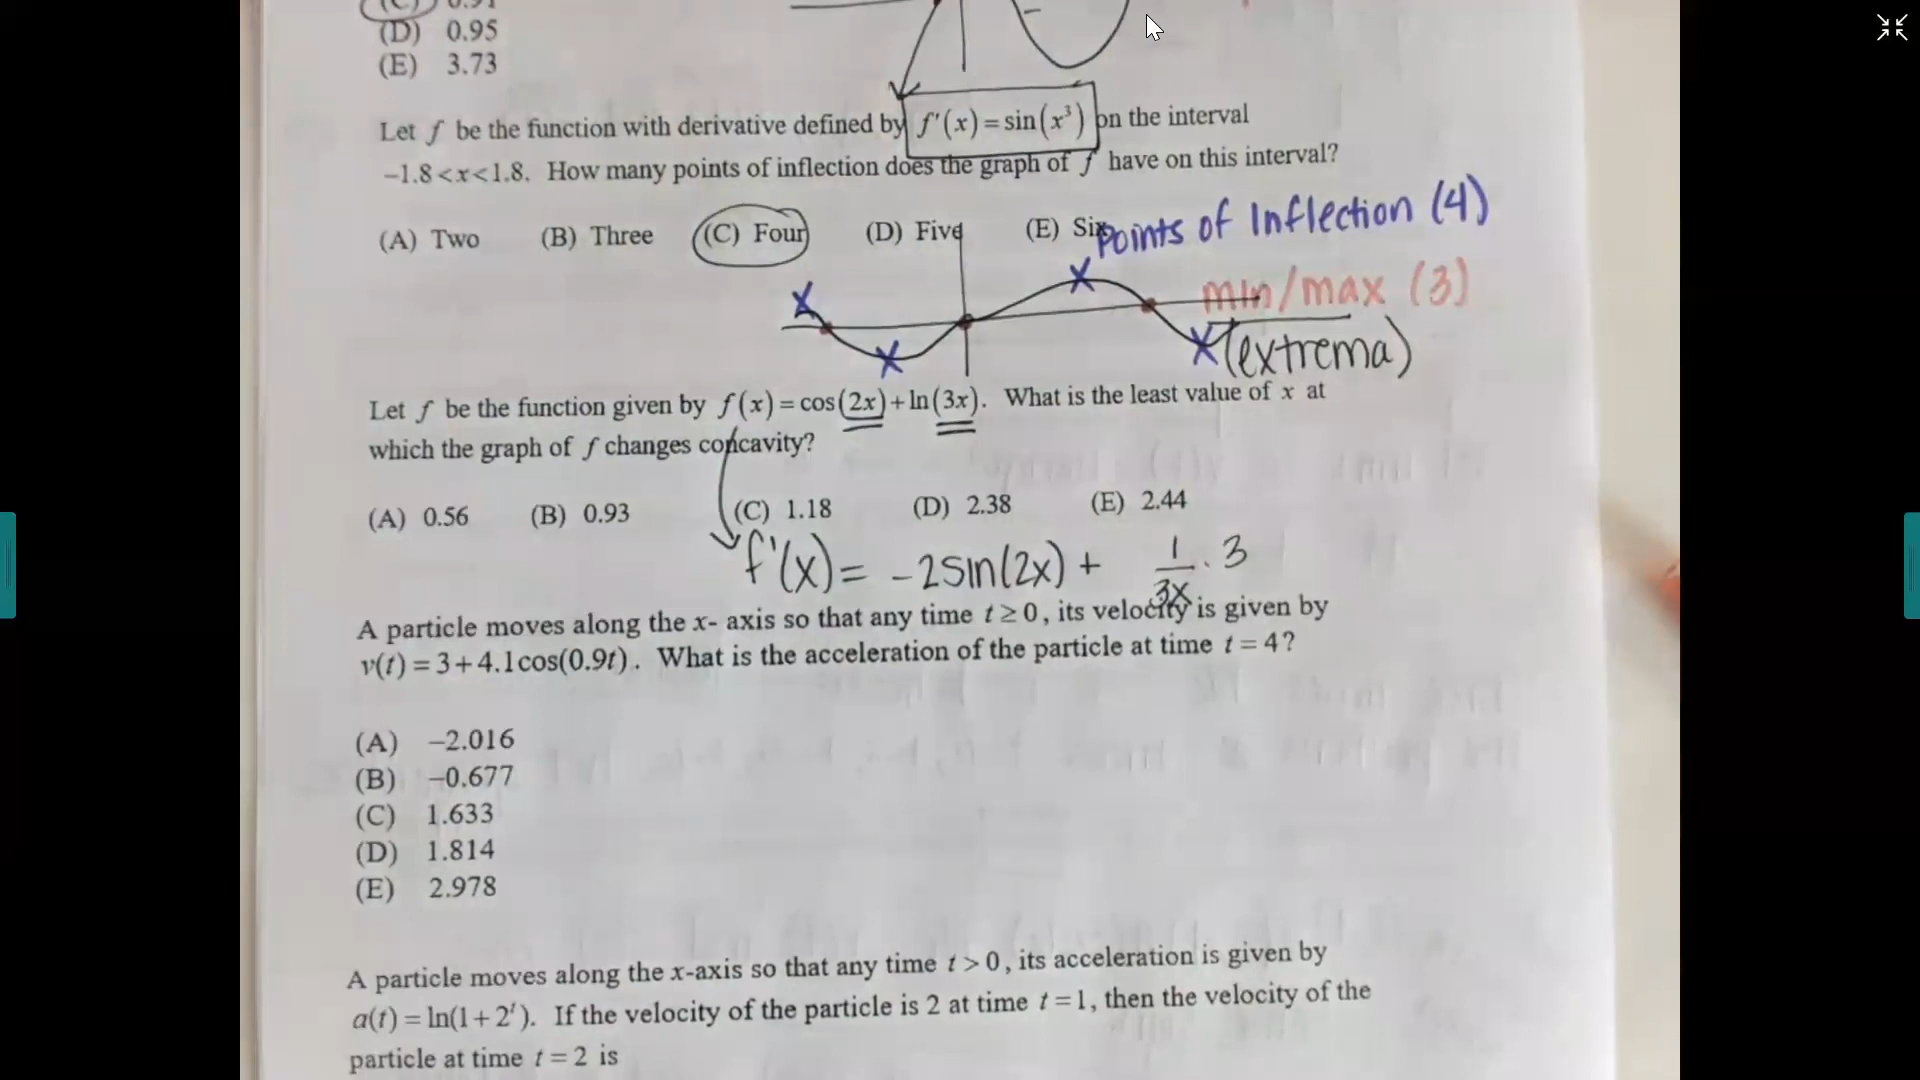 (C) 0.91
(D) 0.95
(E) 3.73
Let f be the function with derivative defined by f'(x) = sin(x³) on the interval
−1.8 < x < 1.8. How many points of inflection does the graph of f have on this interval?
(A) Two (B) Three (C) Four (D) Five (E) Six
Points of Inflection (4)
min/max (3)
(extrema)
Let f be the function given by f(x) = cos(2x) + ln(3x). What is the least value of x at
which the graph of f changes concavity?
(A) 0.56 (B) 0.93 (C) 1.18 (D) 2.38 (E) 2.44
f'(x) = -2sin(2x) + 1/3x · 3
A particle moves along the x- axis so that any time t ≥ 0, its velocity is given by
v(t) = 3 + 4.1cos(0.9t). What is the acceleration of the particle at time t = 4?
(A) −2.016
(B) −0.677
(C) 1.633
(D) 1.814
(E) 2.978
A particle moves along the x-axis so that any time t > 0, its acceleration is given by
a(t) = ln(1 + 2ᵗ). If the velocity of the particle is 2 at time t = 1, then the velocity of the
particle at time t = 2 is